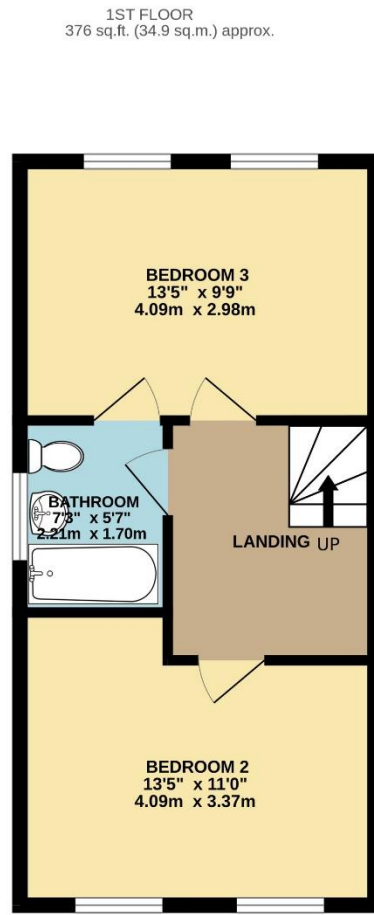 1ST FLOOR
376 sq.ft. (34.9 sq.m.) approx.
BEDROOM 3
13'5" x 9'9"
4.09m x 2.98m
BATHROOM
7'3" x 5'7"
2.21m x 1.70m
LANDING UP
BEDROOM 2
13'5" x 11'0"
4.09m x 3.37m